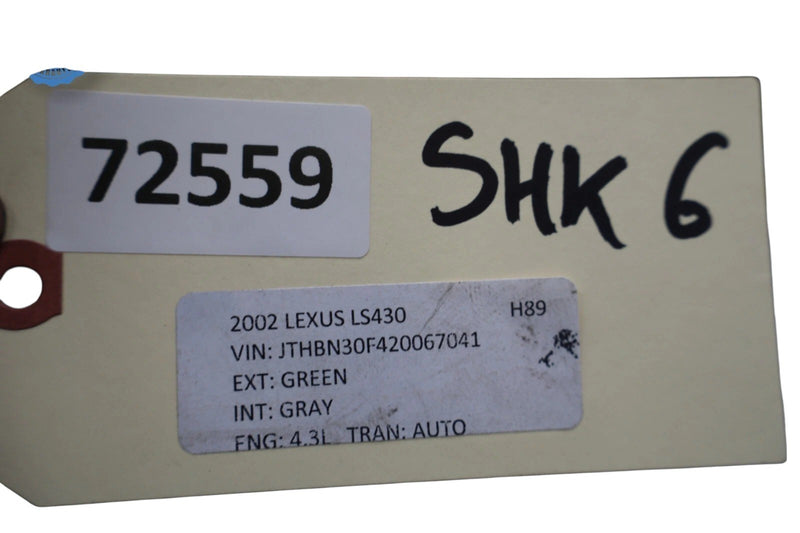 72559
SHK 6
2002 LEXUS LS430 H89
VIN: JTHBN30F420067041
EXT: GREEN
INT: GRAY
ENG: 4.3L TRAN: AUTO